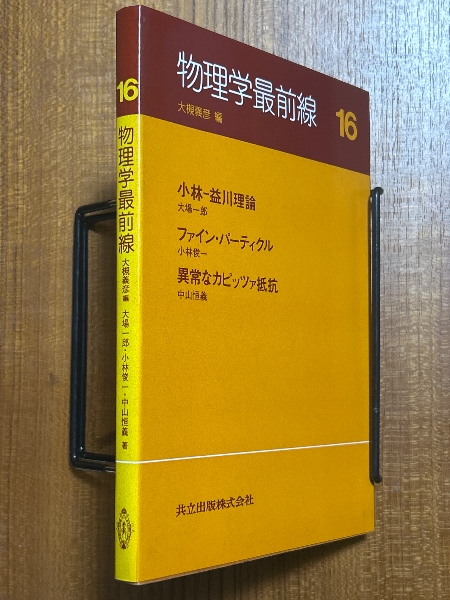 物理学最前線
大槻義彦 編
16
小林-益川理論
大場一郎
ファイン・パーティクル
小林俊一
異常なカピッツァ抵抗
中山恒義
共立出版株式会社
16
物理学最前線
大槻義彦 編 大場一郎・小林俊一・中山恒義 著